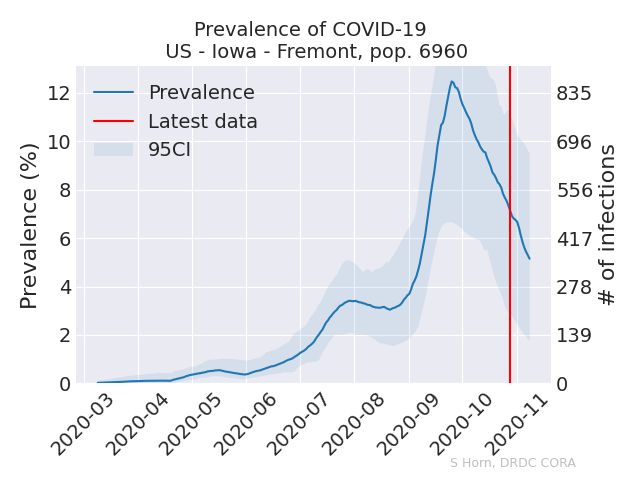 Prevalence of COVID-19
US - Iowa - Fremont, pop. 6960
Prevalence
Latest data
95CI
Prevalence (%)
12
10
8
6
4
2
0
835
696
556
417
278
139
0
# of infections
2020-03
2020-04
2020-05
2020-06
2020-07
2020-08
2020-09
2020-10
2020-11
S Horn, DRDC CORA